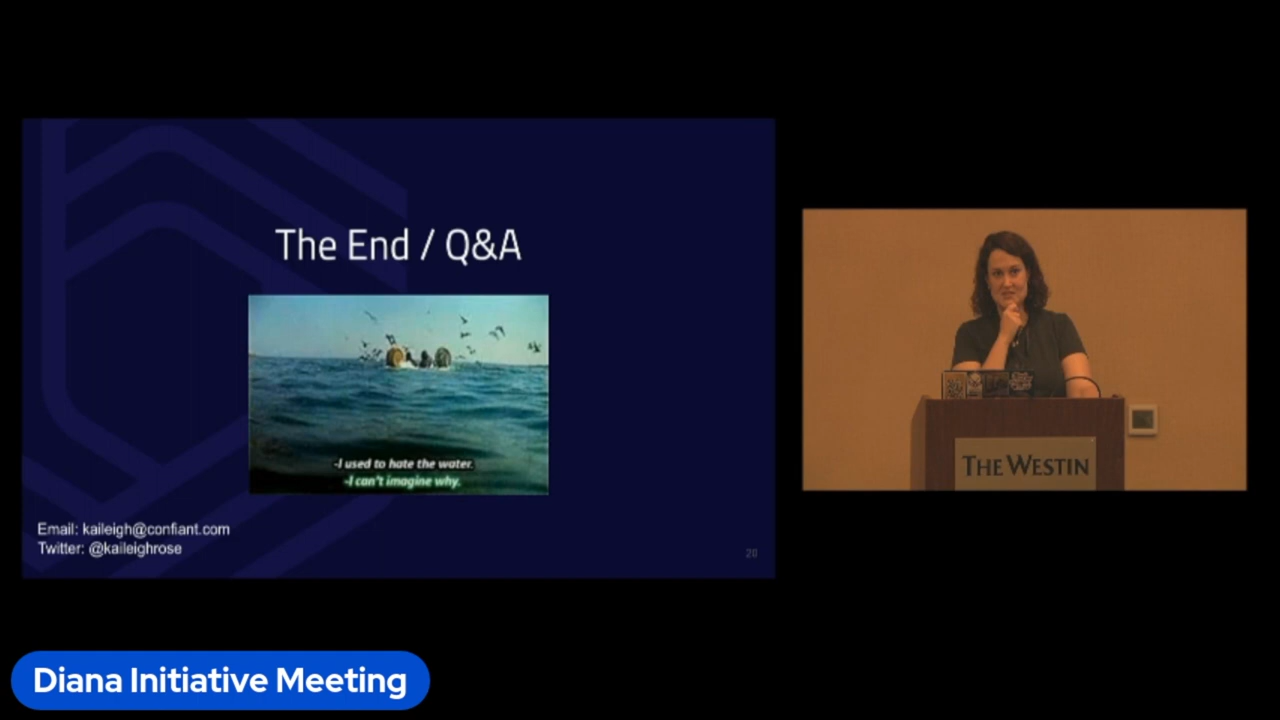 The End / Q&A
-I used to hate the water.
-I can't imagine why.
Email: kaileigh@confiant.com
Twitter: @kaileighrose
20
THE WESTIN
Diana Initiative Meeting